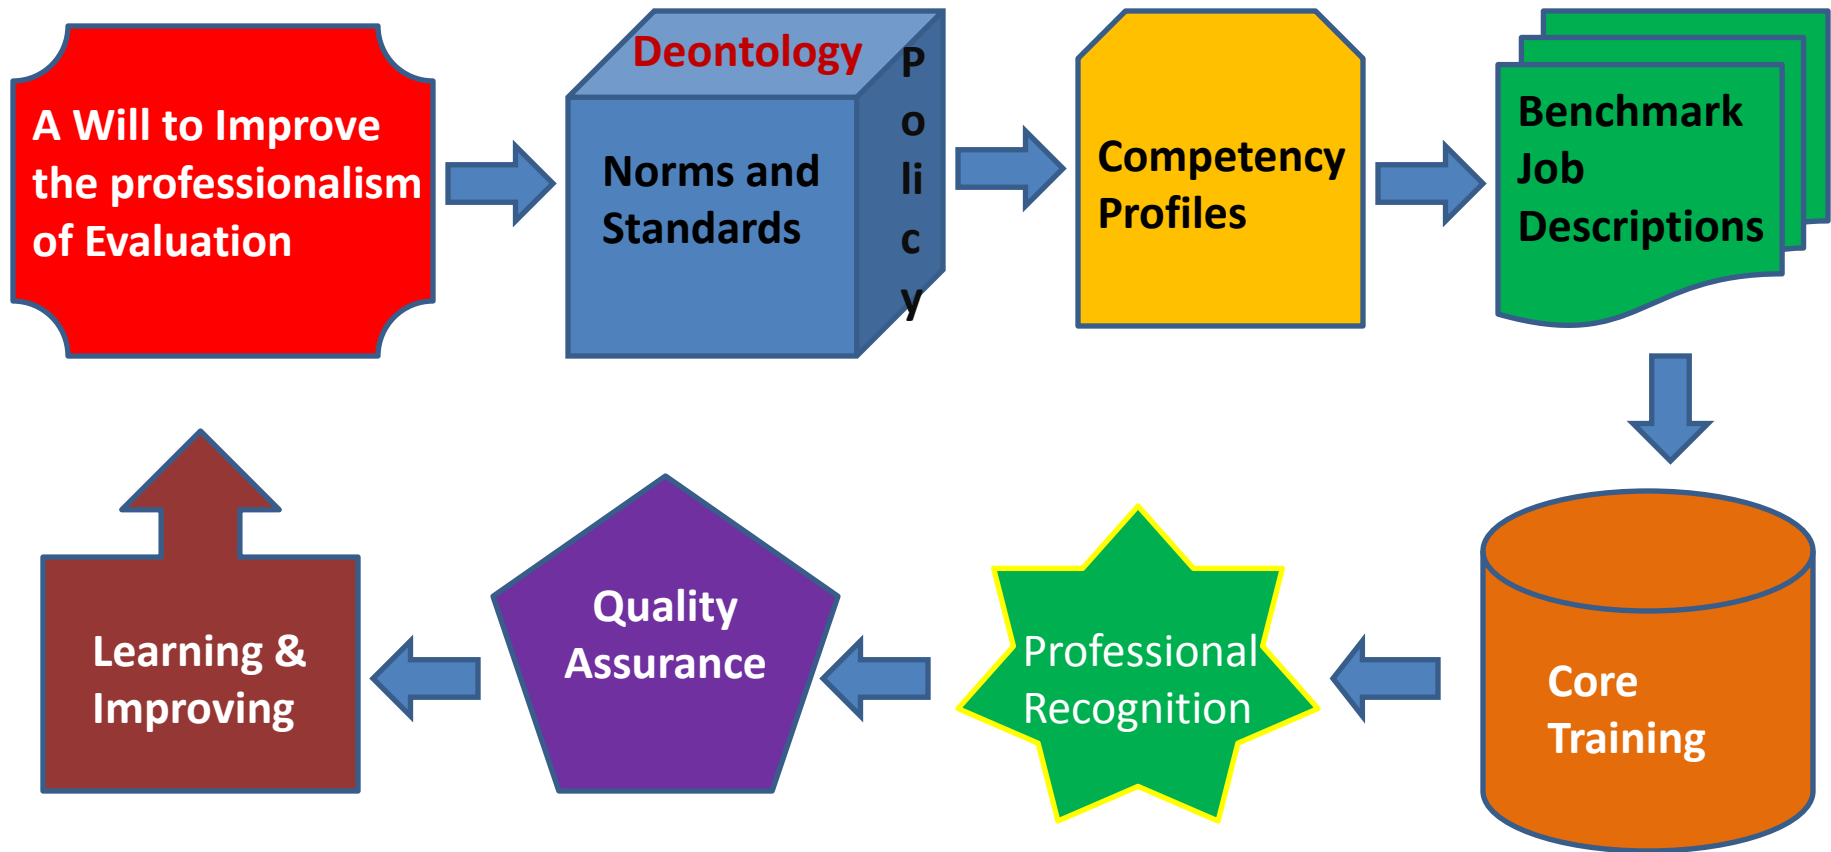 A Will to Improve
the professionalism
of Evaluation
Deontology
Policy
Norms and
Standards
Competency
Profiles
Benchmark
Job
Descriptions
Learning &
Improving
Quality
Assurance
Professional
Recognition
Core
Training